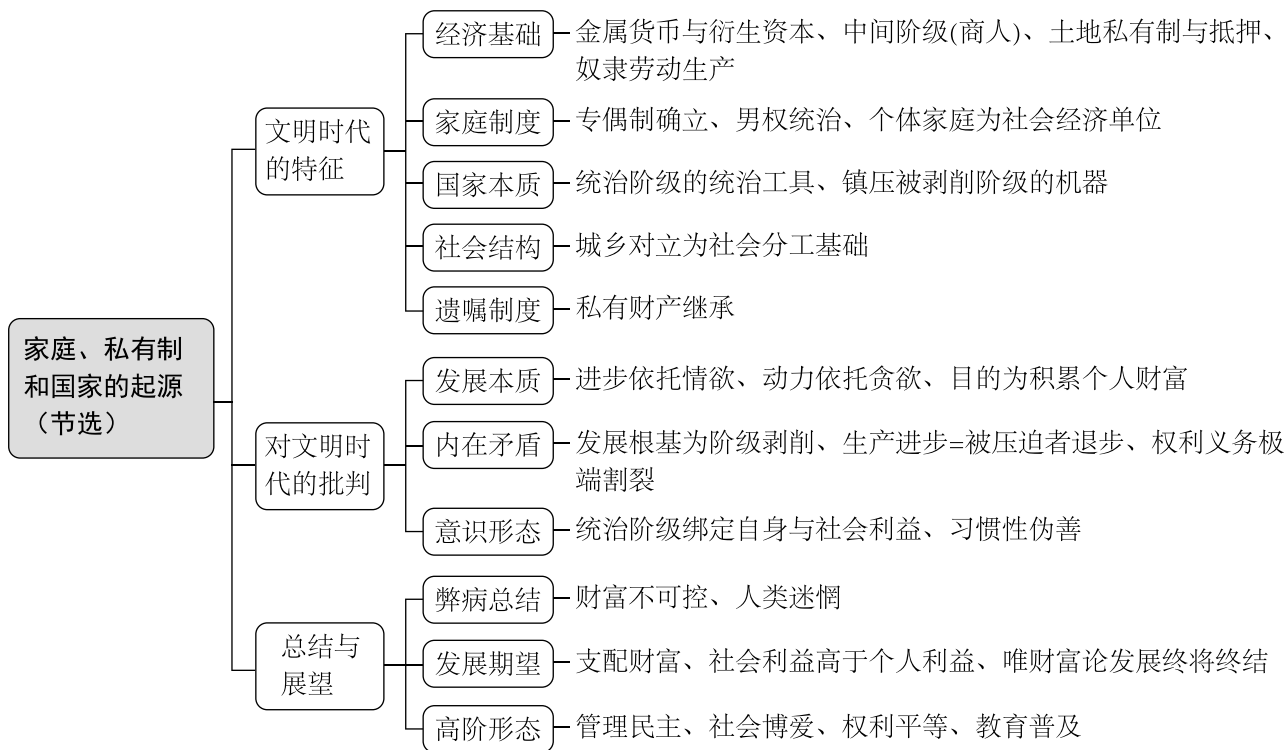 家庭、私有制
和国家的起源
（节选）
文明时代
的特征
经济基础
金属货币与衍生资本、中间阶级(商人)、土地私有制与抵押、
奴隶劳动生产
家庭制度
专偶制确立、男权统治、个体家庭为社会经济单位
国家本质
统治阶级的统治工具、镇压被剥削阶级的机器
社会结构
城乡对立为社会分工基础
遗嘱制度
私有财产继承
对文明时
代的批判
发展本质
进步依托情欲、动力依托贪欲、目的为积累个人财富
内在矛盾
发展根基为阶级剥削、生产进步=被压迫者退步、权利义务极
端割裂
意识形态
统治阶级绑定自身与社会利益、习惯性伪善
总结与
展望
弊病总结
财富不可控、人类迷惘
发展期望
支配财富、社会利益高于个人利益、唯财富论发展终将终结
高阶形态
管理民主、社会博爱、权利平等、教育普及